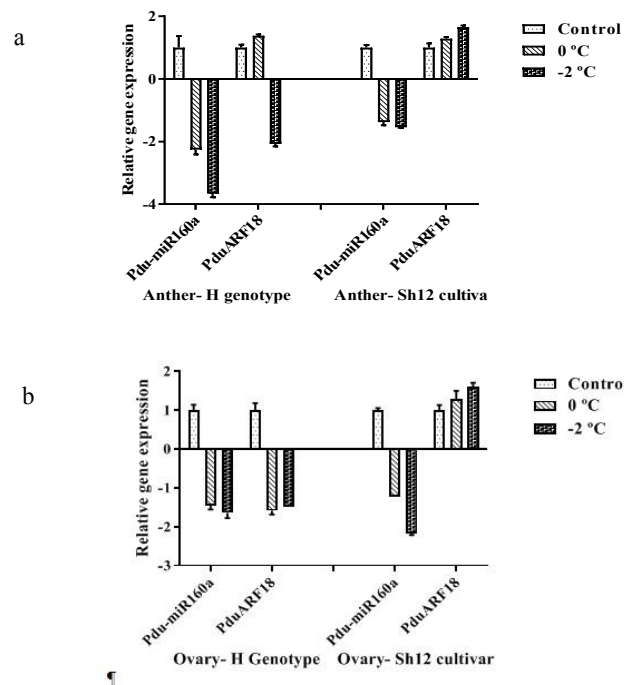 a
Relative gene expression
2
0
-2
-4
Pdu-miR160a
PduARF18
Pdu-miR160a
PduARF18
Anther- H genotype
Anther- Sh12 cultiva
Control
0 ºC
-2 ºC
b
Relative gene expression
2
1
0
-1
-2
-3
Pdu-miR160a
PduARF18
Pdu-miR160a
PduARF18
Ovary- H Genotype
Ovary- Sh12 cultivar
Control
0 ºC
-2 ºC
¶